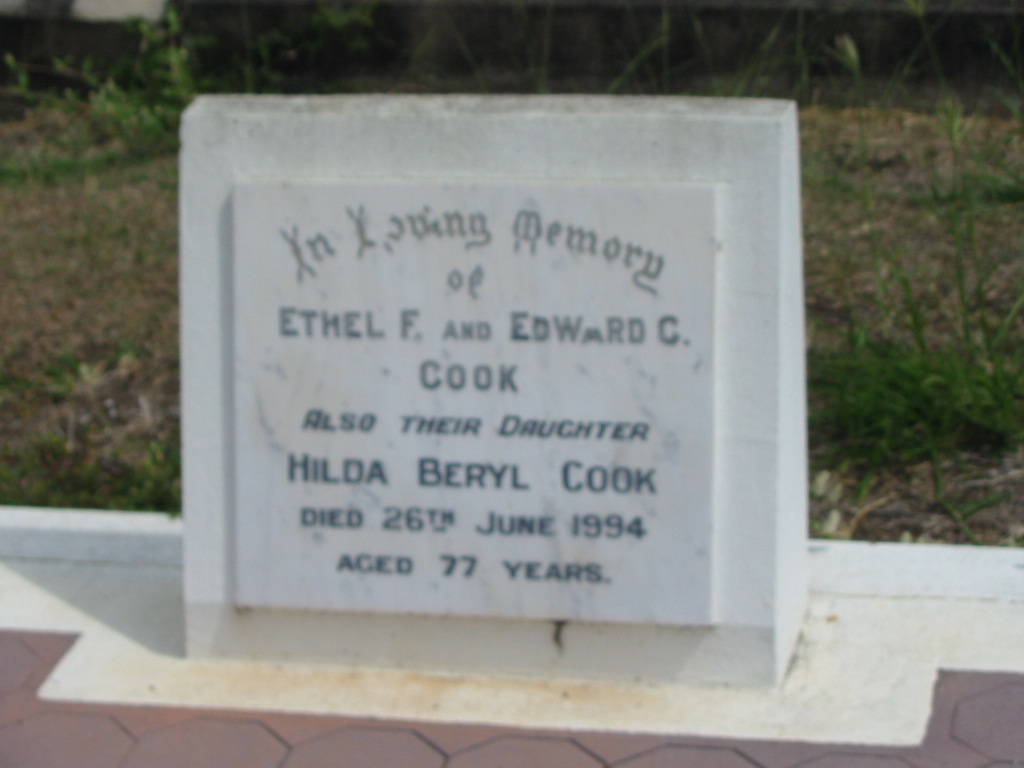 In Loving Memory
of
ETHEL F. AND EDWARD C.
COOK
ALSO THEIR DAUGHTER
HILDA BERYL COOK
DIED 26TH JUNE 1994
AGED 77 YEARS.